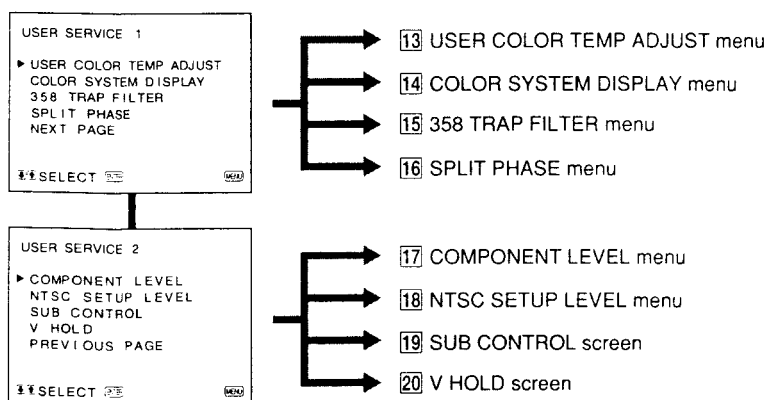 USER SERVICE 1
▶ USER COLOR TEMP ADJUST
COLOR SYSTEM DISPLAY
358 TRAP FILTER
SPLIT PHASE
NEXT PAGE
SELECT
MENU
13 USER COLOR TEMP ADJUST menu
14 COLOR SYSTEM DISPLAY menu
15 358 TRAP FILTER menu
16 SPLIT PHASE menu
USER SERVICE 2
▶ COMPONENT LEVEL
NTSC SETUP LEVEL
SUB CONTROL
V HOLD
PREVIOUS PAGE
SELECT
MENU
17 COMPONENT LEVEL menu
18 NTSC SETUP LEVEL menu
19 SUB CONTROL screen
20 V HOLD screen